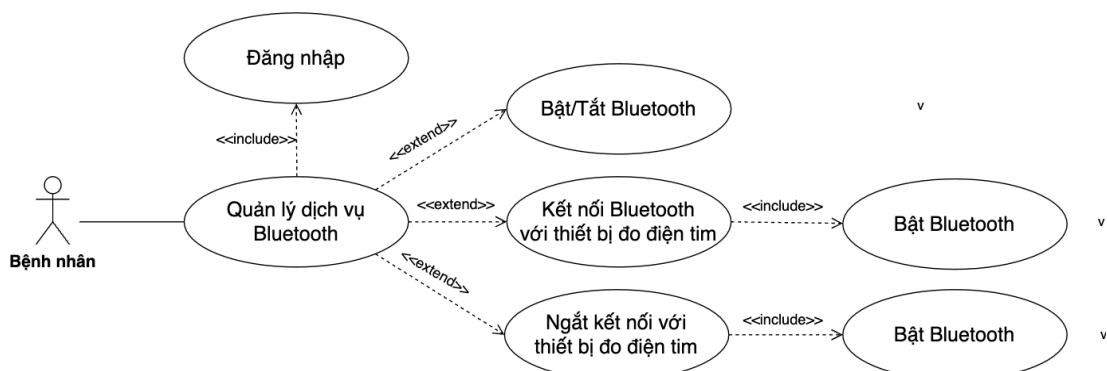 Đăng nhập
<<include>>
Bật/Tắt Bluetooth
v
<<extend>>
Quản lý dịch vụ
Bluetooth
<<extend>>
Kết nối Bluetooth
với thiết bị đo điện tim
<<include>>
Bật Bluetooth
v
Bệnh nhân
<<extend>>
Ngắt kết nối với
thiết bị đo điện tim
<<include>>
Bật Bluetooth
v